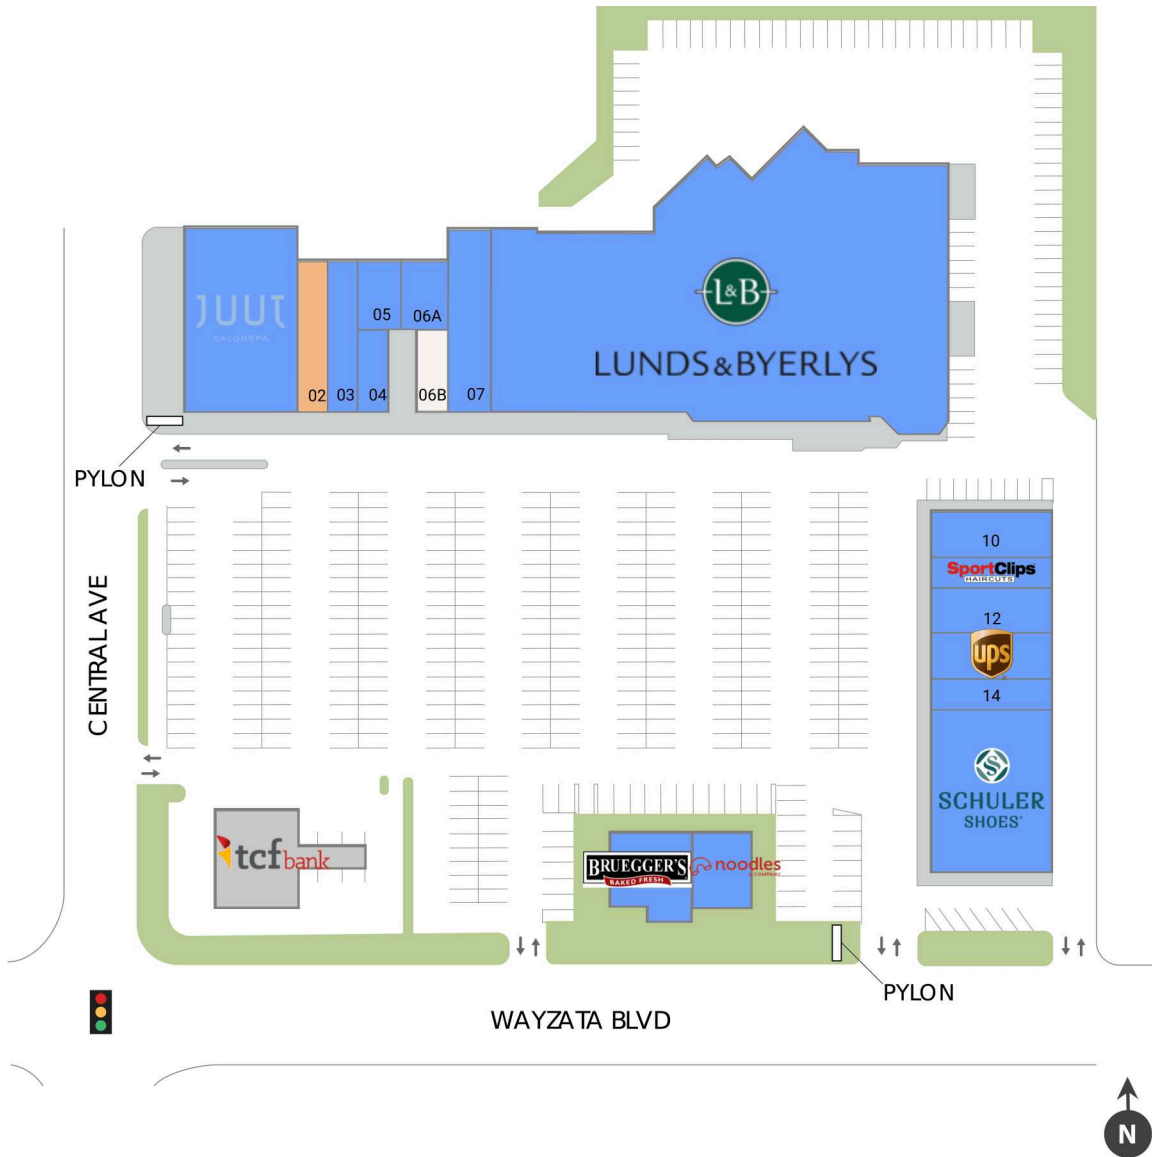 JUUT
SALONSPA
02
03
05
04
06A
06B
07
L&B
LUNDS & BYERLYS
PYLON
CENTRAL AVE
10
SportClips
HAIRCUTS
12
ups
14
S
SCHULER
SHOES
tcf bank
BRUEGGER'S
BAKED FRESH
noodles
& COMPANY
PYLON
WAYZATA BLVD
N